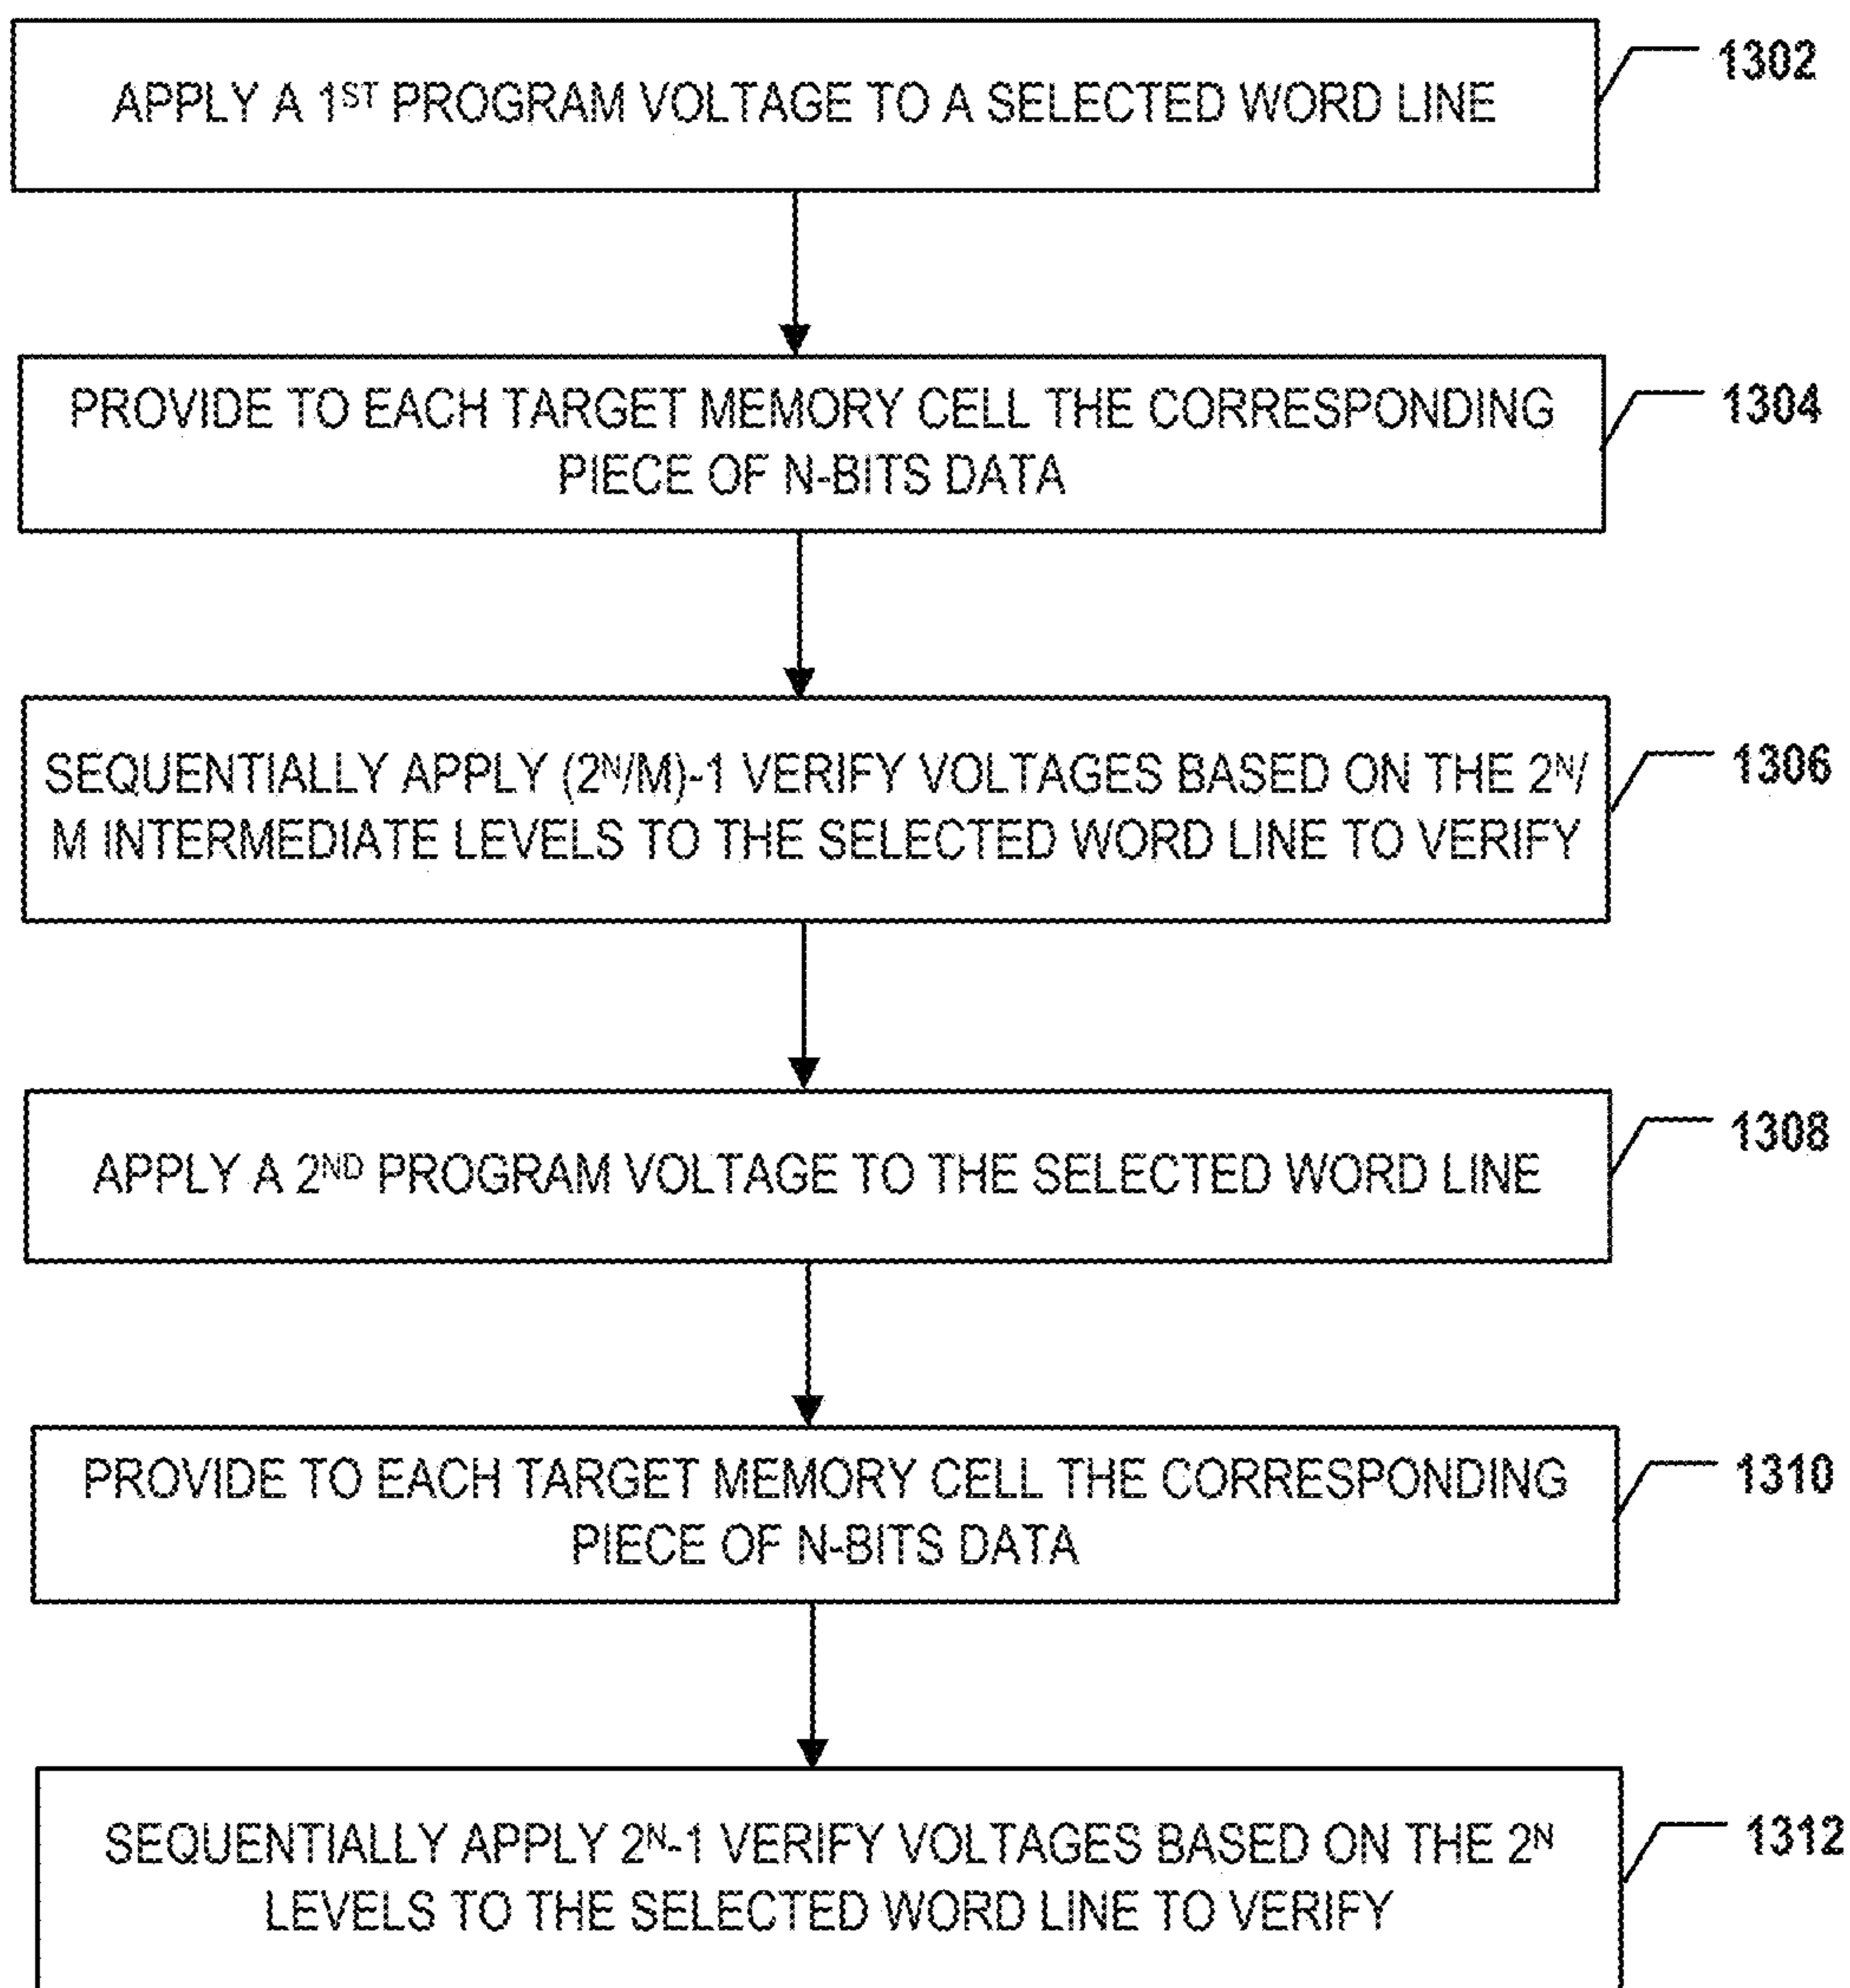 APPLY A 1ST PROGRAM VOLTAGE TO A SELECTED WORD LINE
1302
PROVIDE TO EACH TARGET MEMORY CELL THE CORRESPONDING
PIECE OF N-BITS DATA
1304
SEQUENTIALLY APPLY (2ᴺ/M)-1 VERIFY VOLTAGES BASED ON THE 2ᴺ/
M INTERMEDIATE LEVELS TO THE SELECTED WORD LINE TO VERIFY
1306
APPLY A 2ND PROGRAM VOLTAGE TO THE SELECTED WORD LINE
1308
PROVIDE TO EACH TARGET MEMORY CELL THE CORRESPONDING
PIECE OF N-BITS DATA
1310
SEQUENTIALLY APPLY 2ᴺ-1 VERIFY VOLTAGES BASED ON THE 2ᴺ
LEVELS TO THE SELECTED WORD LINE TO VERIFY
1312